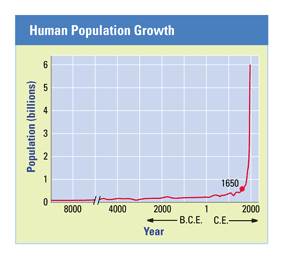 Human Population Growth
Population (billions)
6
5
4
3
2
1
0
1650
8000 4000 2000 1 2000
B.C.E. C.E.
Year